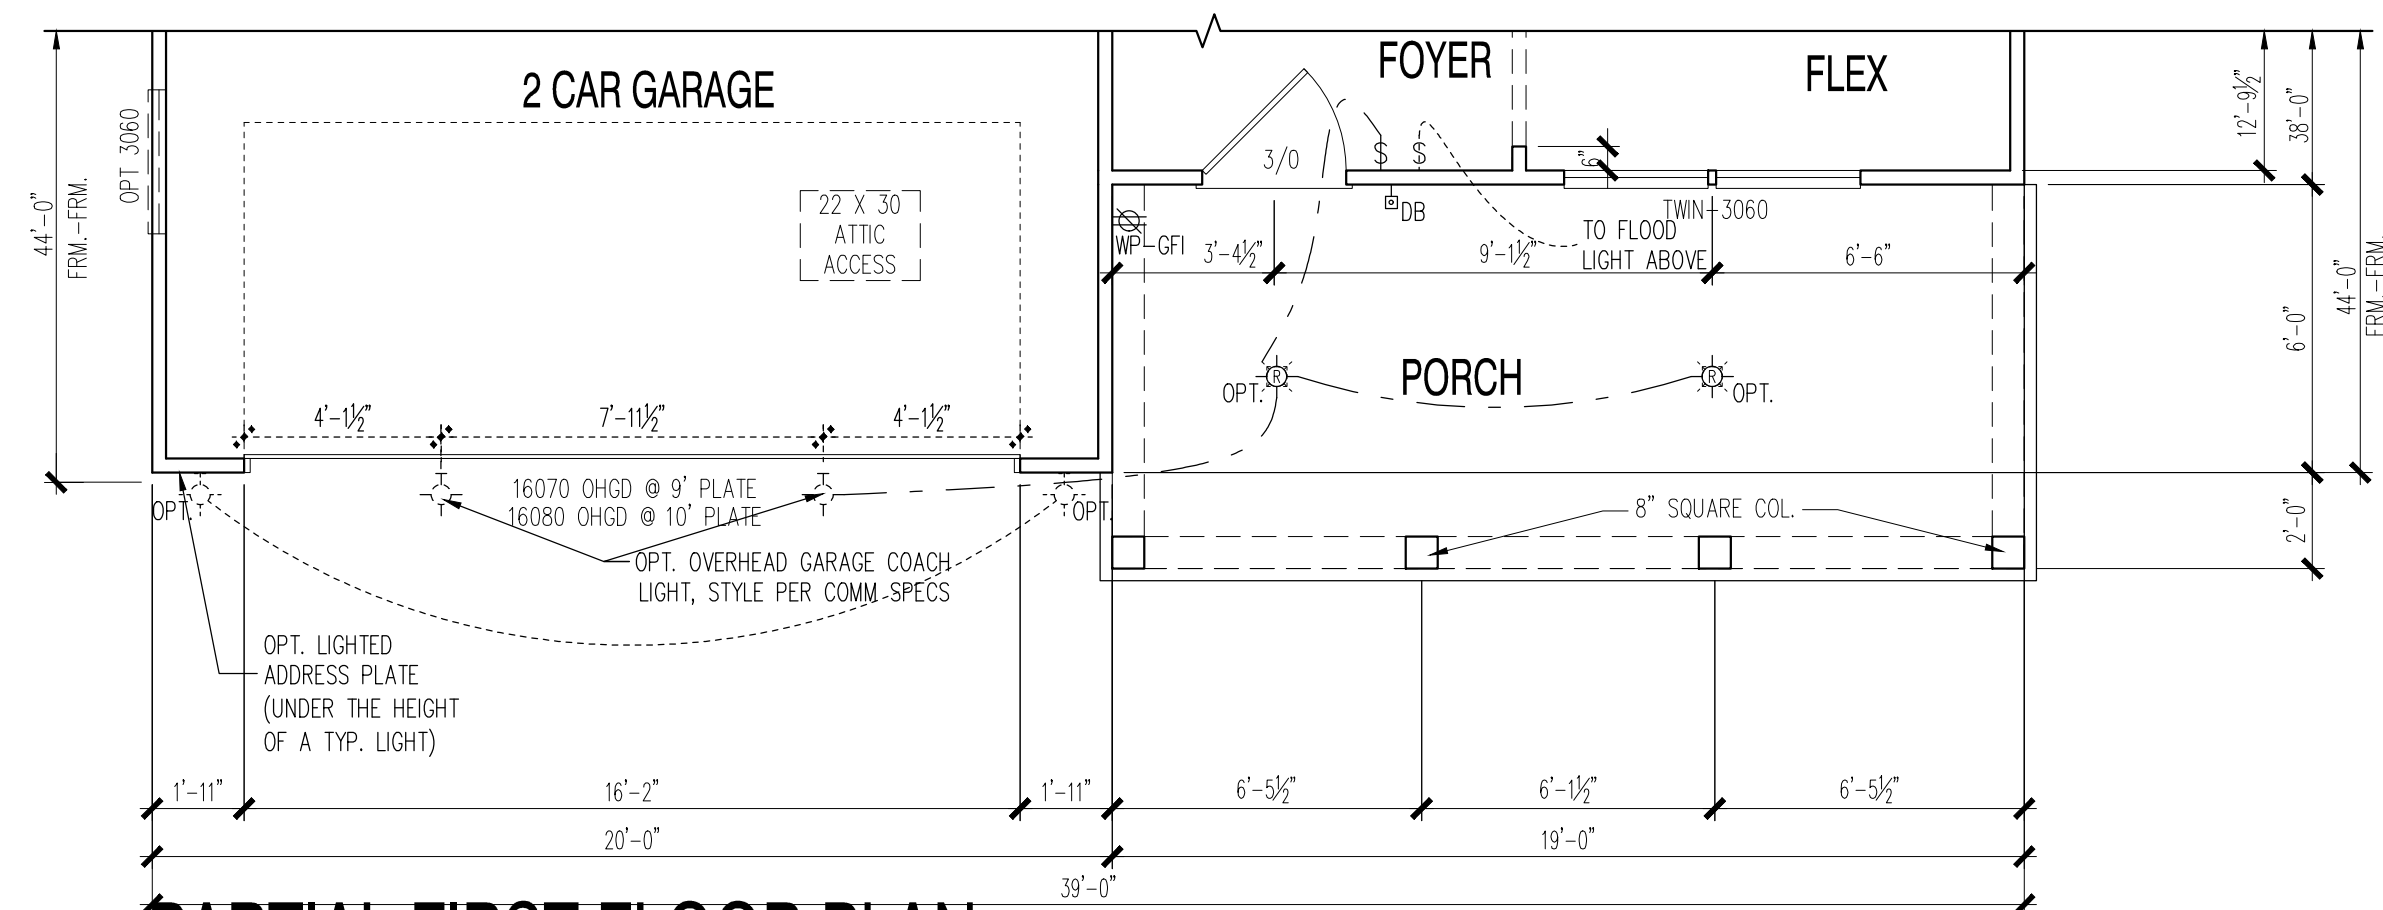 2 CAR GARAGE
FOYER
FLEX
OPT 3060
44'-0"
FRM.-FRM.
22 X 30
ATTIC
ACCESS
3/0
$ $
6"
12'-9½"
38'-0"
DB
TWIN-3060
WP-GFI
TO FLOOD
LIGHT ABOVE
3'-4½"
9'-1½"
6'-6"
6'-0"
44'-0"
FRM.-FRM.
PORCH
R
R
OPT.
OPT.
4'-1½"
7'-11½"
4'-1½"
16070 OHGD @ 9' PLATE
16080 OHGD @ 10' PLATE
OPT.
OPT.
8" SQUARE COL.
2'-0"
OPT. OVERHEAD GARAGE COACH
LIGHT, STYLE PER COMM SPECS
OPT. LIGHTED
ADDRESS PLATE
(UNDER THE HEIGHT
OF A TYP. LIGHT)
1'-11"
16'-2"
1'-11"
6'-5½"
6'-1½"
6'-5½"
20'-0"
19'-0"
39'-0"
PARTIAL FIRST FLOOR PLAN